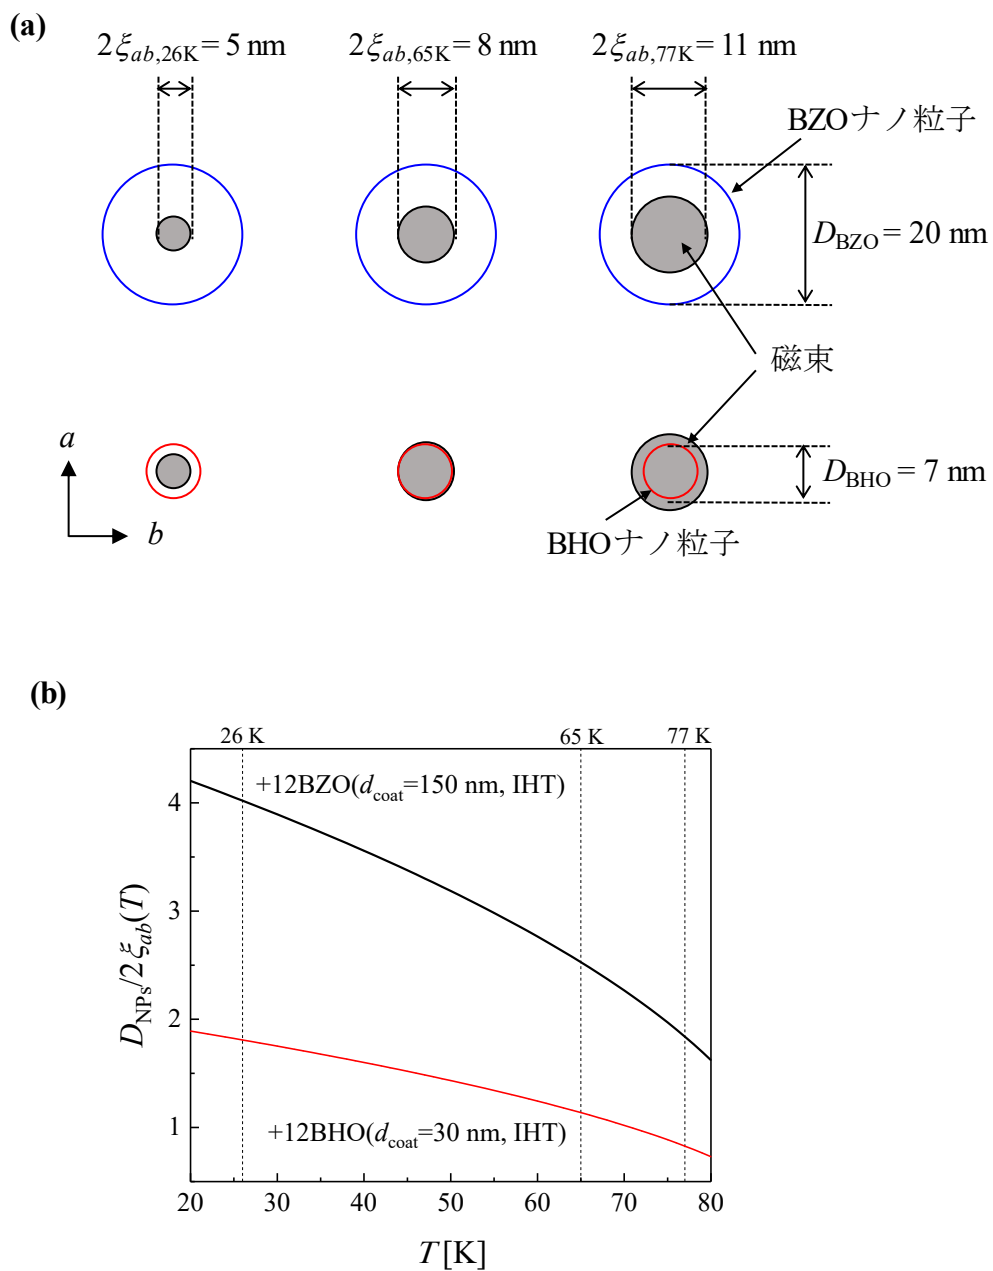 (a)
2ξab,26K = 5 nm
2ξab,65K = 8 nm
2ξab,77K = 11 nm
BZOナノ粒子
DBZO = 20 nm
磁束
a
b
DBHO = 7 nm
BHOナノ粒子
(b)
26 K
65 K
77 K
+12BZO(dcoat=150 nm, IHT)
4
3
2
1
DNPs/2ξab(T)
+12BHO(dcoat=30 nm, IHT)
20
30
40
50
60
70
80
T [K]